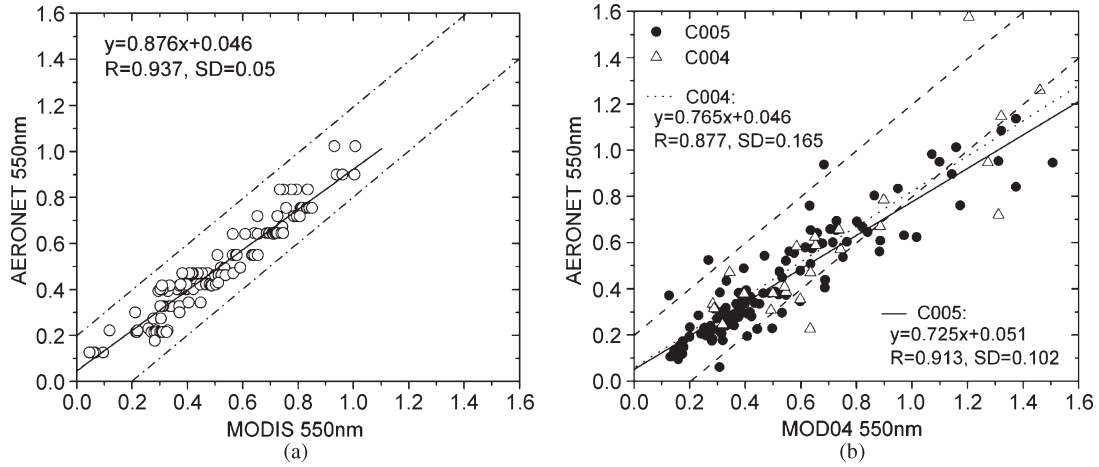 y=0.876x+0.046
R=0.937, SD=0.05
AERONET 550nm
1.6
1.4
1.2
1.0
0.8
0.6
0.4
0.2
0.0
0.0 0.2 0.4 0.6 0.8 1.0 1.2 1.4 1.6
MODIS 550nm
(a)
C005
C004
C004:
y=0.765x+0.046
R=0.877, SD=0.165
C005:
y=0.725x+0.051
R=0.913, SD=0.102
AERONET 550nm
1.6
1.4
1.2
1.0
0.8
0.6
0.4
0.2
0.0
0.0 0.2 0.4 0.6 0.8 1.0 1.2 1.4 1.6
MOD04 550nm
(b)